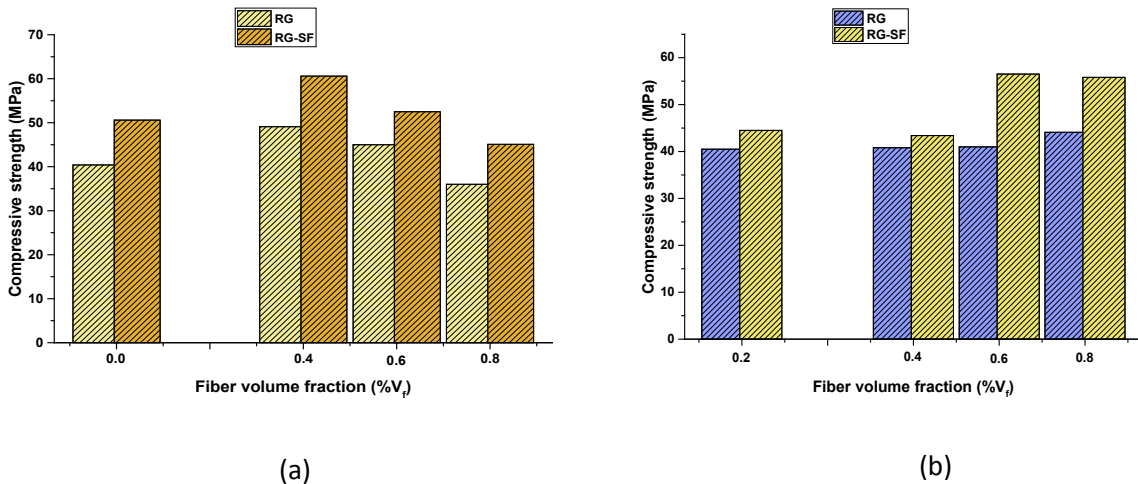 RG
RG-SF
70
60
50
40
30
20
10
0
Compressive strength (MPa)
0.0
0.4
0.6
0.8
Fiber volume fraction (%Vf)
(a)
RG
RG-SF
60
50
40
30
20
10
0
Compressive strength (MPa)
0.2
0.4
0.6
0.8
Fiber volume fraction (%Vf)
(b)